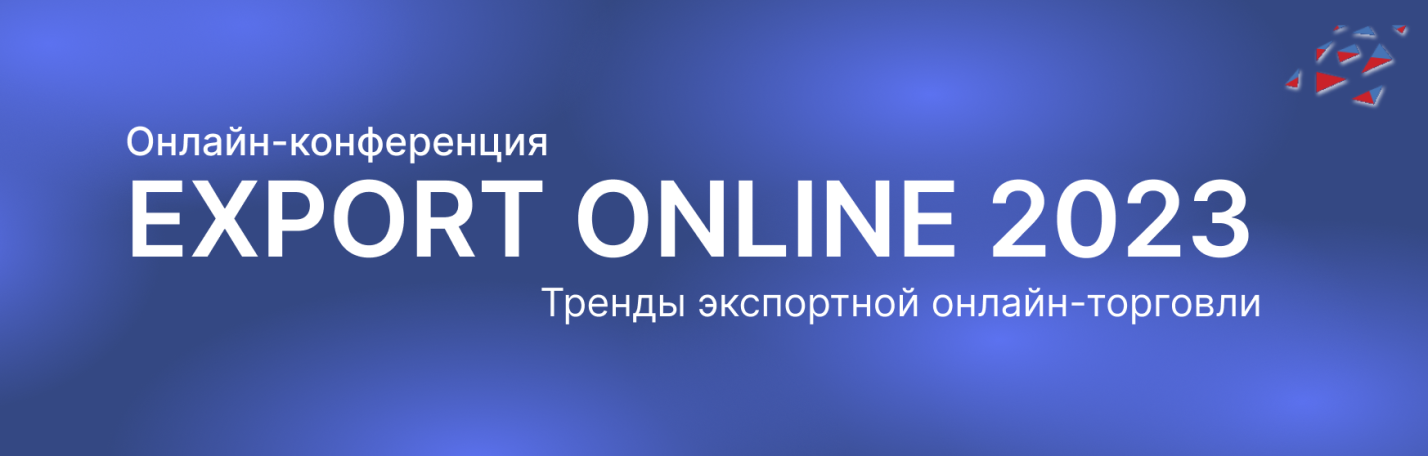 Онлайн-конференция
EXPORT ONLINE 2023
Тренды экспортной онлайн-торговли